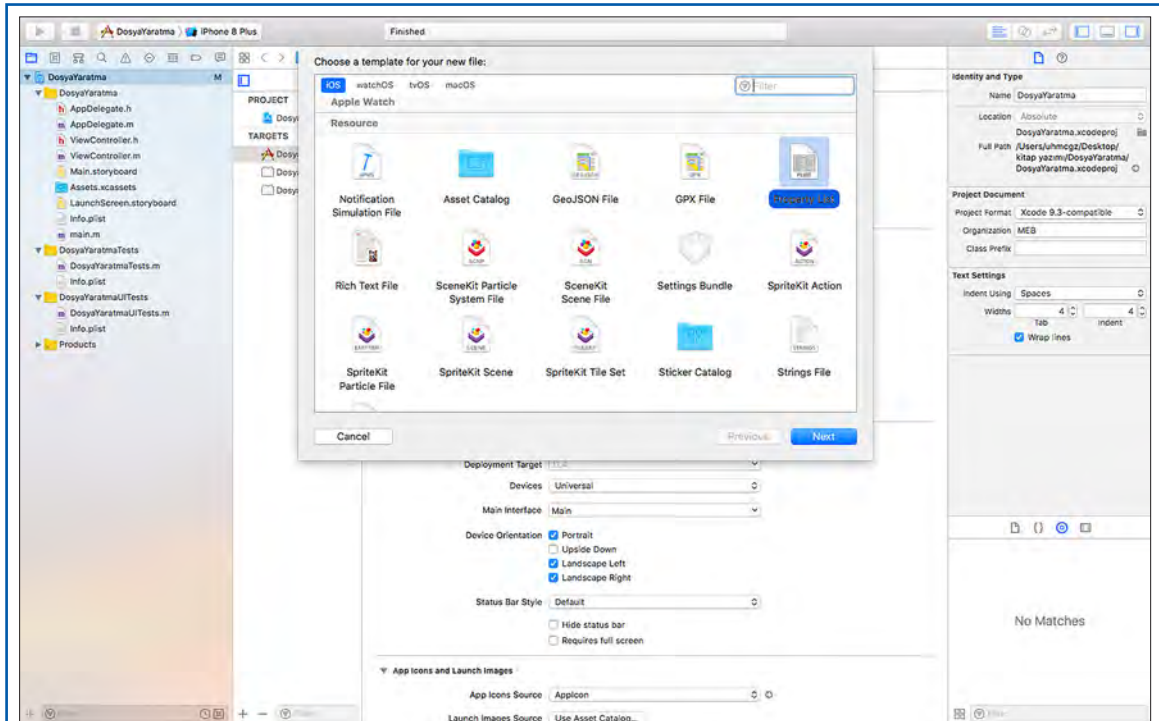 DosyaYaratma
iPhone 8 Plus
Finished
DosyaYaratma
M
DosyaYaratma
AppDelegate.h
AppDelegate.m
ViewController.h
ViewController.m
Main.storyboard
Assets.xcassets
LaunchScreen.storyboard
Info.plist
main.m
DosyaYaratmaTests
DosyaYaratmaTests.m
Info.plist
DosyaYaratmaUITests
DosyaYaratmaUITests.m
Info.plist
Products
PROJECT
Dosy
TARGETS
Dosy
Dosy
Dosy
Choose a template for your new file:
iOS watchOS tvOS macOS
Filter
Apple Watch
Resource
Notification
Simulation File
Asset Catalog
GeoJSON File
GPX File
Rich Text File
SceneKit Particle
System File
SceneKit
Scene File
Settings Bundle
SpriteKit Action
SpriteKit
Particle File
SpriteKit Scene
SpriteKit Tile Set
Sticker Catalog
Strings File
Cancel
Previous
Next
Deployment Target
Devices Universal
Main Interface Main
Device Orientation Portrait
Upside Down
Landscape Left
Landscape Right
Status Bar Style Default
Hide status bar
Requires full screen
App Icons and Launch Images
App Icons Source AppIcon
Launch Images Source Use Asset Catalog...
Identity and Type
Name DosyaYaratma
Location Absolute
DosyaYaratma.xcodeproj
Full Path /Users/uhmcgz/Desktop/
kitap yazımı/DosyaYaratma/
DosyaYaratma.xcodeproj
Project Document
Project Format Xcode 9.3-compatible
Organization MEB
Class Prefix
Text Settings
Indent Using Spaces
Widths 4 4
Tab Indent
Wrap lines
No Matches